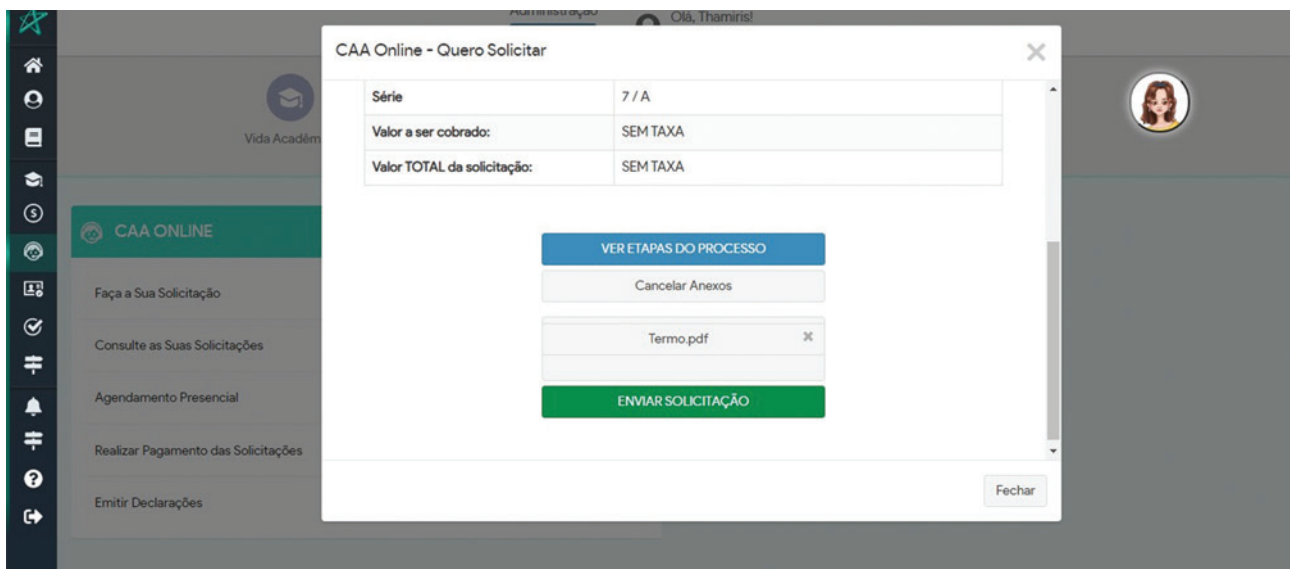 Administração
Olá, Thamiris!
CAA Online - Quero Solicitar
Série 7 / A
Valor a ser cobrado: SEM TAXA
Valor TOTAL da solicitação: SEM TAXA
VER ETAPAS DO PROCESSO
Cancelar Anexos
Termo.pdf
ENVIAR SOLICITAÇÃO
Fechar
Vida Acadêm
CAA ONLINE
Faça a Sua Solicitação
Consulte as Suas Solicitações
Agendamento Presencial
Realizar Pagamento das Solicitações
Emitir Declarações